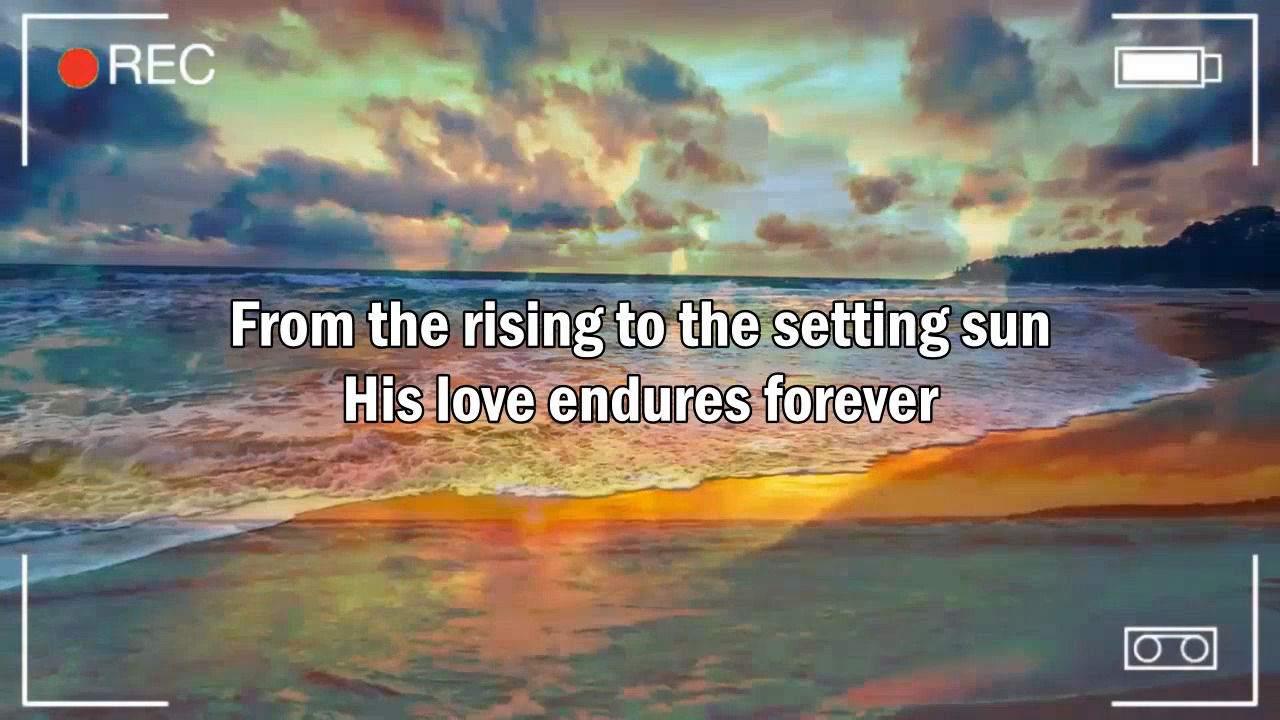 REC
From the rising to the setting sun
His love endures forever